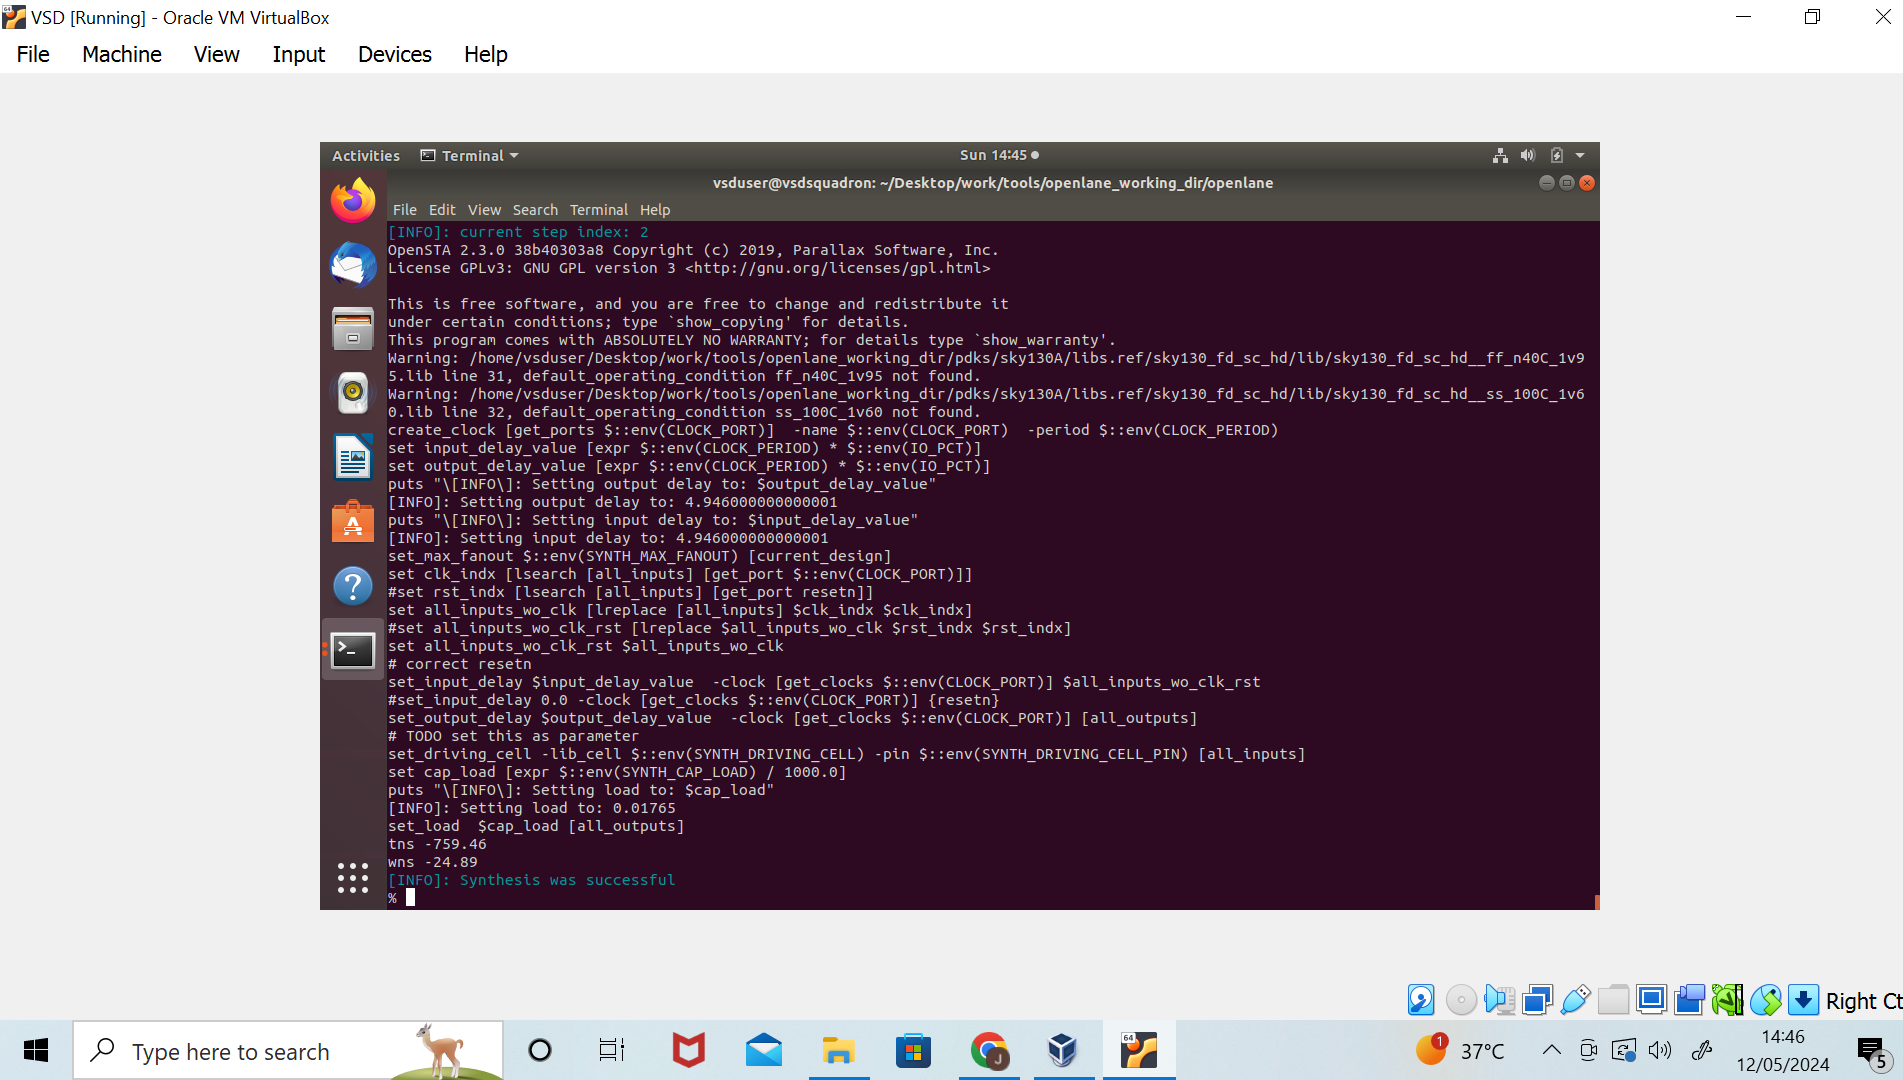 VSD [Running] - Oracle VM VirtualBox
File Machine View Input Devices Help
Activities Terminal Sun 14:45
vsduser@vsdsquadron: ~/Desktop/work/tools/openlane_working_dir/openlane
File Edit View Search Terminal Help
[INFO]: current step index: 2
OpenSTA 2.3.0 38b40303a8 Copyright (c) 2019, Parallax Software, Inc.
License GPLv3: GNU GPL version 3 <http://gnu.org/licenses/gpl.html>
This is free software, and you are free to change and redistribute it
under certain conditions; type `show_copying' for details.
This program comes with ABSOLUTELY NO WARRANTY; for details type `show_warranty'.
Warning: /home/vsduser/Desktop/work/tools/openlane_working_dir/pdks/sky130A/libs.ref/sky130_fd_sc_hd/lib/sky130_fd_sc_hd__ff_n40C_1v9
5.lib line 31, default_operating_condition ff_n40C_1v95 not found.
Warning: /home/vsduser/Desktop/work/tools/openlane_working_dir/pdks/sky130A/libs.ref/sky130_fd_sc_hd/lib/sky130_fd_sc_hd__ss_100C_1v6
0.lib line 32, default_operating_condition ss_100C_1v60 not found.
create_clock [get_ports $::env(CLOCK_PORT)]  -name $::env(CLOCK_PORT)  -period $::env(CLOCK_PERIOD)
set input_delay_value [expr $::env(CLOCK_PERIOD) * $::env(IO_PCT)]
set output_delay_value [expr $::env(CLOCK_PERIOD) * $::env(IO_PCT)]
puts "\[INFO\]: Setting output delay to: $output_delay_value"
[INFO]: Setting output delay to: 4.946000000000001
puts "\[INFO\]: Setting input delay to: $input_delay_value"
[INFO]: Setting input delay to: 4.946000000000001
set_max_fanout $::env(SYNTH_MAX_FANOUT) [current_design]
set clk_indx [lsearch [all_inputs] [get_port $::env(CLOCK_PORT)]]
#set rst_indx [lsearch [all_inputs] [get_port resetn]]
set all_inputs_wo_clk [lreplace [all_inputs] $clk_indx $clk_indx]
#set all_inputs_wo_clk_rst [lreplace $all_inputs_wo_clk $rst_indx $rst_indx]
set all_inputs_wo_clk_rst $all_inputs_wo_clk
# correct resetn
set_input_delay $input_delay_value  -clock [get_clocks $::env(CLOCK_PORT)] $all_inputs_wo_clk_rst
#set_input_delay 0.0 -clock [get_clocks $::env(CLOCK_PORT)] {resetn}
set_output_delay $output_delay_value  -clock [get_clocks $::env(CLOCK_PORT)] [all_outputs]
# TODO set this as parameter
set_driving_cell -lib_cell $::env(SYNTH_DRIVING_CELL) -pin $::env(SYNTH_DRIVING_CELL_PIN) [all_inputs]
set cap_load [expr $::env(SYNTH_CAP_LOAD) / 1000.0]
puts "\[INFO\]: Setting load to: $cap_load"
[INFO]: Setting load to: 0.01765
set_load  $cap_load [all_outputs]
tns -759.46
wns -24.89
[INFO]: Synthesis was successful
%
Right Ct
Type here to search
37°C
14:46
12/05/2024